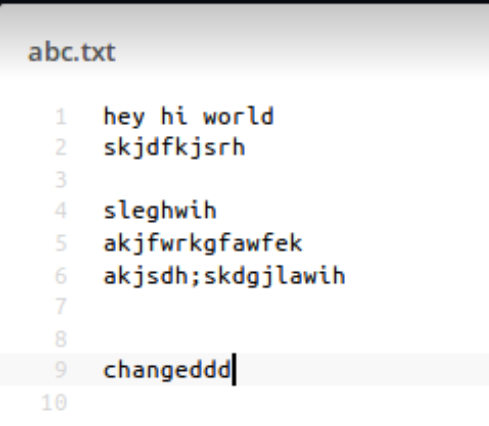 abc.txt
1 hey hi world
2 skjdfkjsrh
3
4 sleghwih
5 akjfwrkgfawfek
6 akjsdh;skdgjlawih
7
8
9 changeddd
10